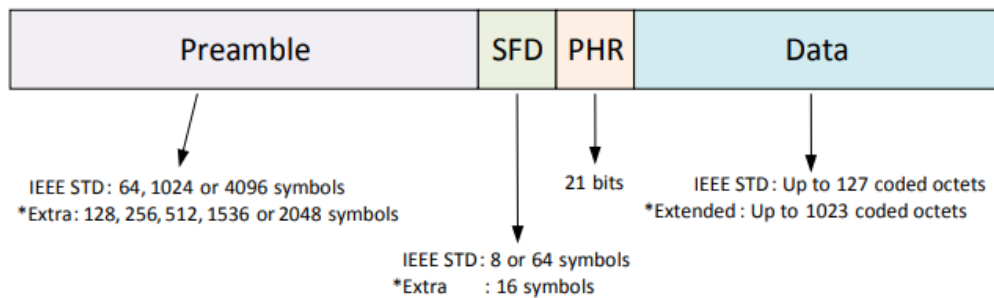 Preamble SFD PHR Data
IEEE STD: 64, 1024 or 4096 symbols
*Extra: 128, 256, 512, 1536 or 2048 symbols
IEEE STD: 8 or 64 symbols
*Extra : 16 symbols
21 bits
IEEE STD: Up to 127 coded octets
*Extended: Up to 1023 coded octets